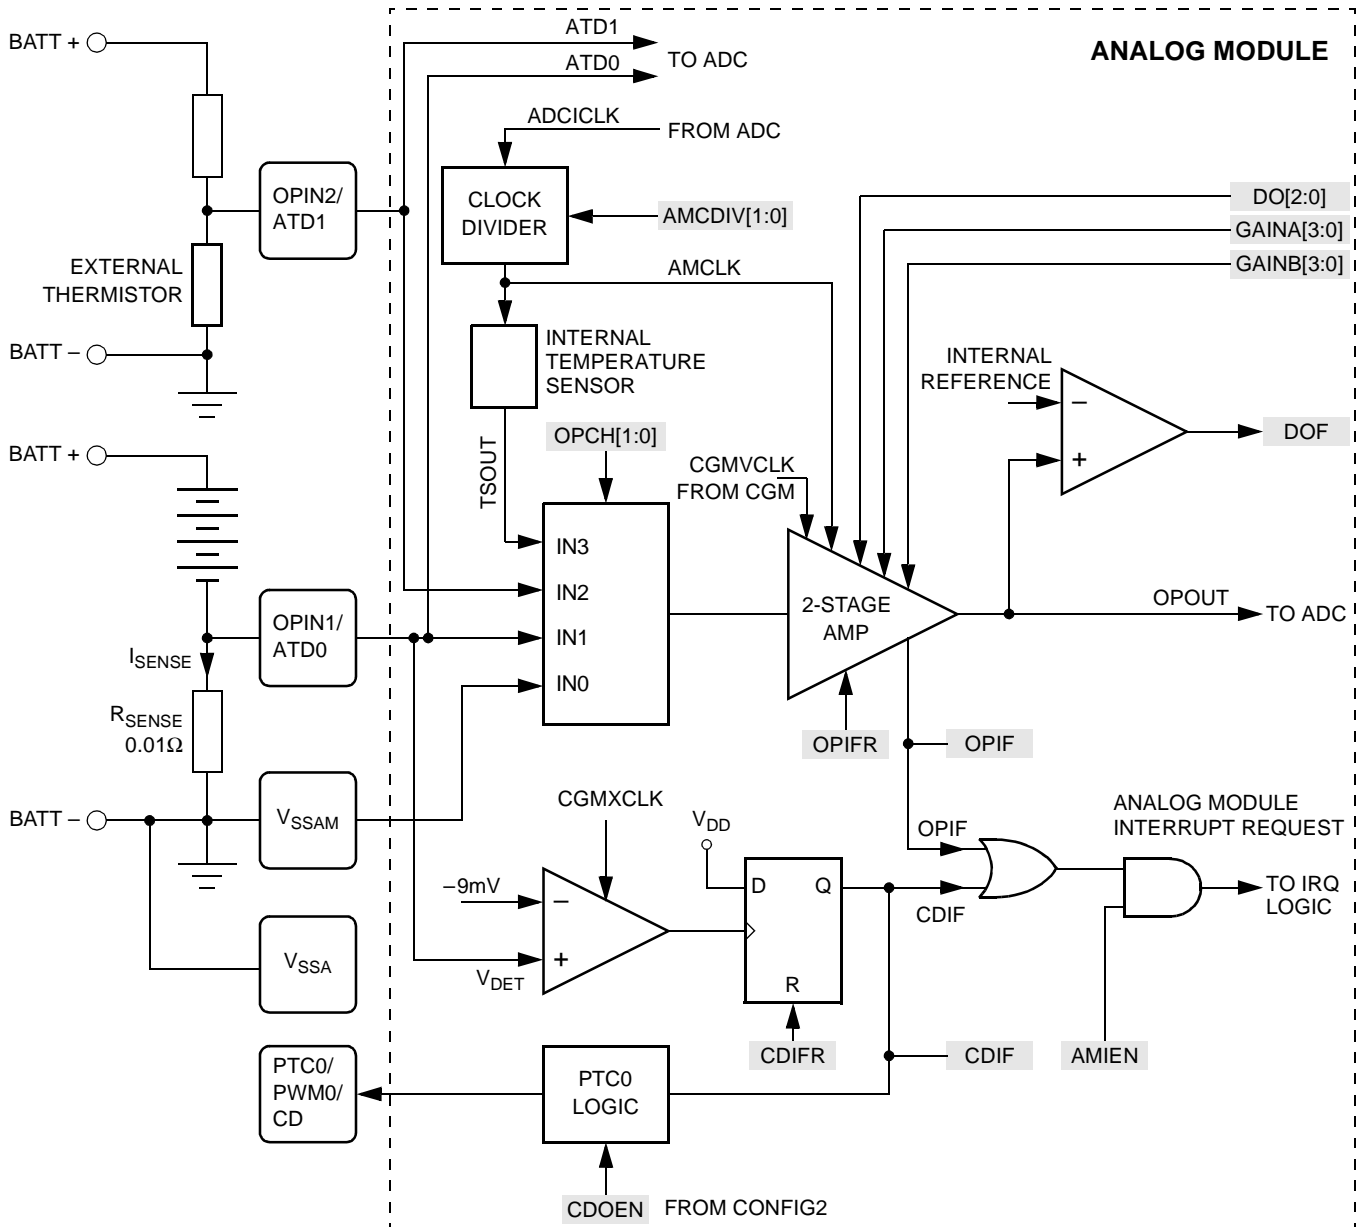 BATT +
ATD1
ATD0
TO ADC
ANALOG MODULE
ADCICLK
FROM ADC
OPIN2/
ATD1
CLOCK
DIVIDER
AMCDIV[1:0]
DO[2:0]
GAINA[3:0]
GAINB[3:0]
EXTERNAL
THERMISTOR
AMCLK
BATT –
INTERNAL
TEMPERATURE
SENSOR
INTERNAL
REFERENCE
–
+
DOF
BATT +
TSOUT
OPCH[1:0]
CGMVCLK
FROM CGM
IN3
IN2
IN1
IN0
2-STAGE
AMP
OPOUT
TO ADC
OPIN1/
ATD0
ISENSE
RSENSE
0.01Ω
OPIFR
OPIF
BATT –
VSSAM
CGMXCLK
VDD
OPIF
ANALOG MODULE
INTERRUPT REQUEST
–9mV
–
+
VDET
D
Q
R
CDIF
TO IRQ
LOGIC
VSSA
CDIFR
CDIF
AMIEN
PTC0/
PWM0/
CD
PTC0
LOGIC
CDOEN
FROM CONFIG2